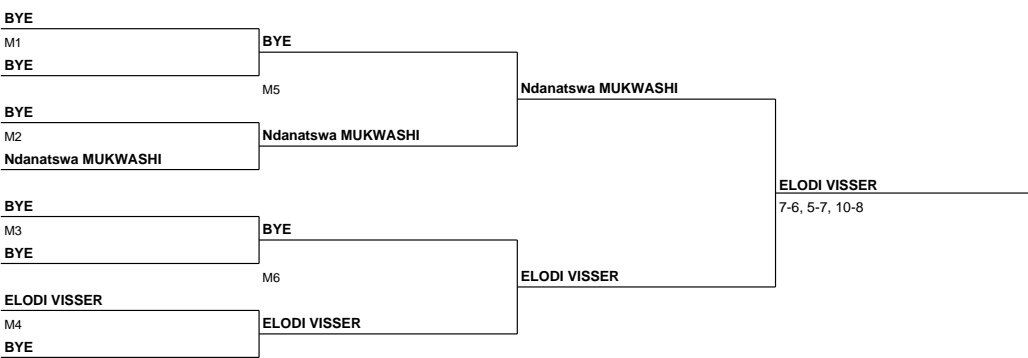 BYE
M1
BYE
BYE
M5
BYE
M2
Ndanatswa MUKWASHI
Ndanatswa MUKWASHI
Ndanatswa MUKWASHI
ELODI VISSER
7-6, 5-7, 10-8
BYE
M3
BYE
BYE
M6
ELODI VISSER
ELODI VISSER
M4
ELODI VISSER
BYE